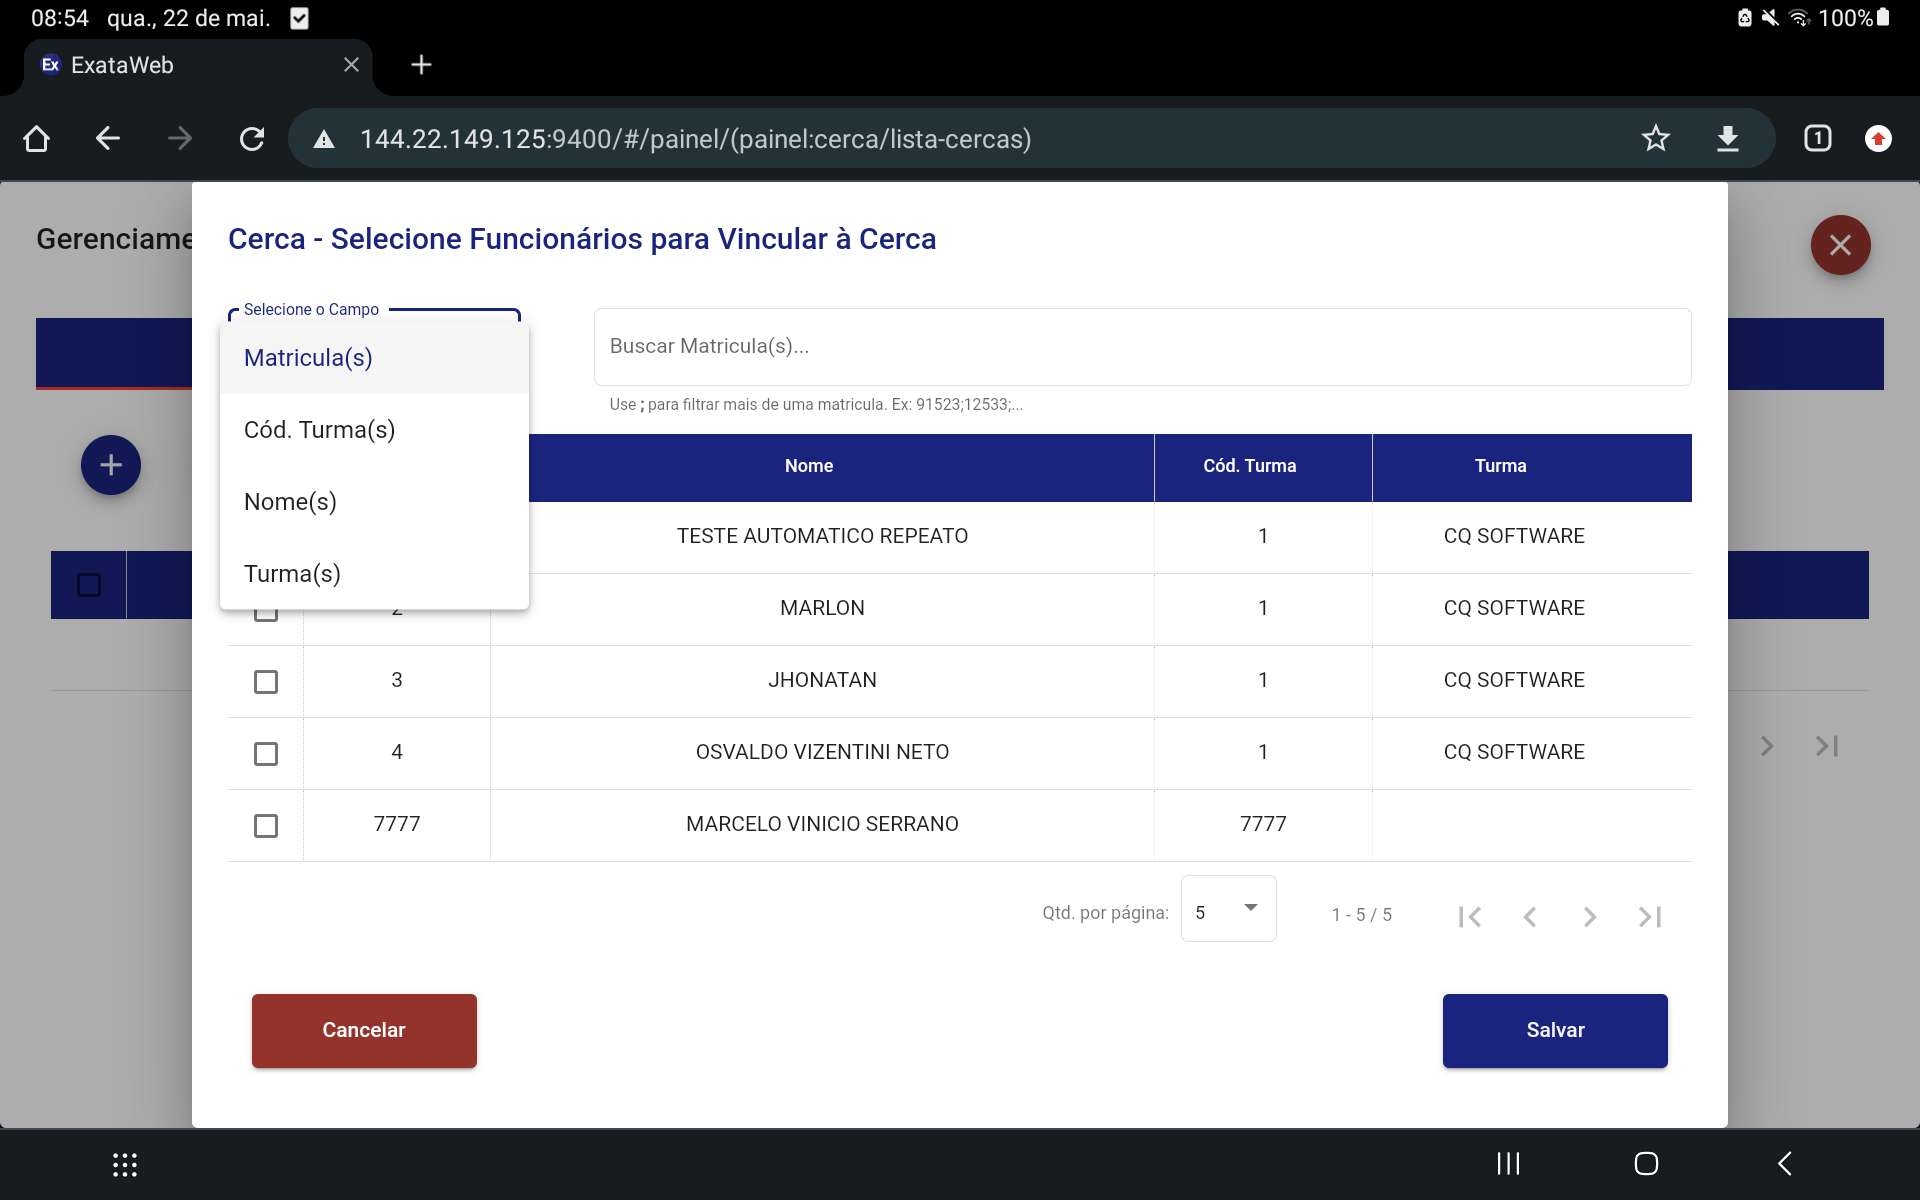 08:54 qua., 22 de mai. 100%
Ex ExataWeb
144.22.149.125:9400/#/painel/(painel:cerca/lista-cercas) 1
Gerenciame
Cerca - Selecione Funcionários para Vincular à Cerca
Selecione o Campo
Matricula(s)
Cód. Turma(s)
Nome(s)
Turma(s)
Buscar Matricula(s)...
Use ; para filtrar mais de uma matricula. Ex: 91523;12533;...
Nome Cód. Turma Turma
TESTE AUTOMATICO REPEATO 1 CQ SOFTWARE
2 MARLON 1 CQ SOFTWARE
3 JHONATAN 1 CQ SOFTWARE
4 OSVALDO VIZENTINI NETO 1 CQ SOFTWARE
7777 MARCELO VINICIO SERRANO 7777
Qtd. por página: 5 1 - 5 / 5
Cancelar Salvar